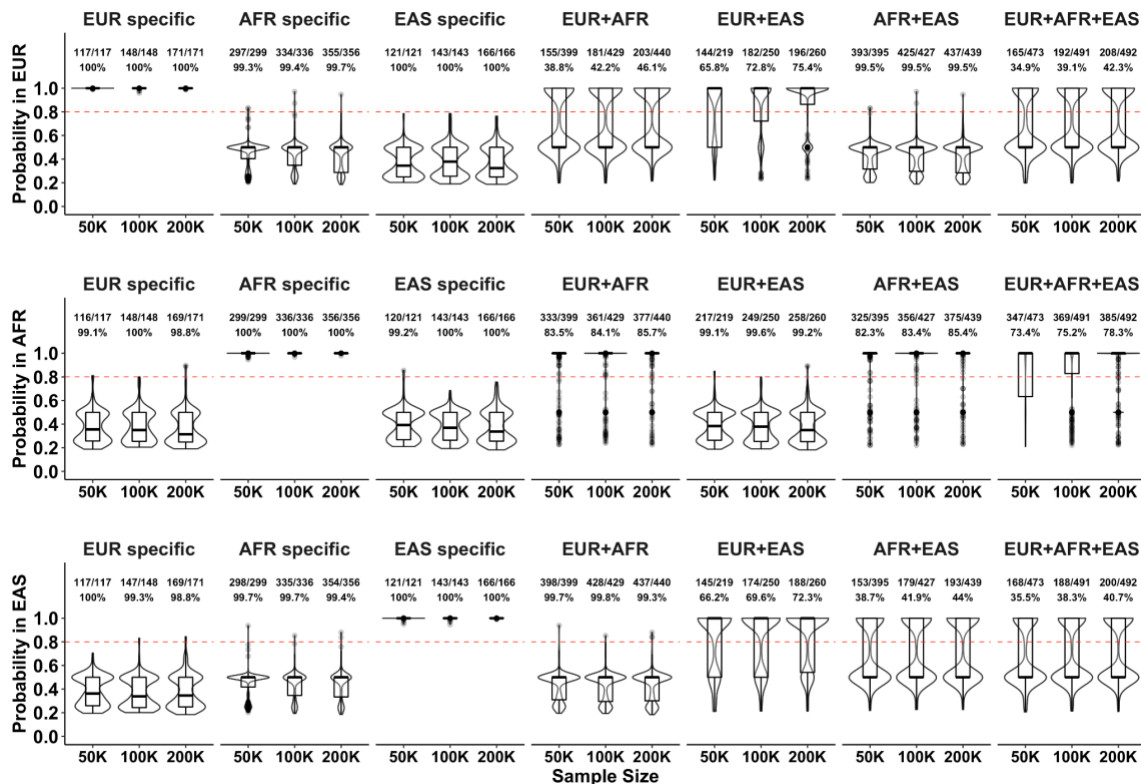 EUR specific AFR specific EAS specific EUR+AFR EUR+EAS AFR+EAS EUR+AFR+EAS
117/117 148/148 171/171 297/299 334/336 355/356 121/121 143/143 166/166 155/399 181/429 203/440 144/219 182/250 196/260 393/395 425/427 437/439 165/473 192/491 208/492
100% 100% 100% 99.3% 99.4% 99.7% 100% 100% 100% 38.8% 42.2% 46.1% 65.8% 72.8% 75.4% 99.5% 99.5% 99.5% 34.9% 39.1% 42.3%
Probability in EUR
1.0
0.8
0.6
0.4
0.2
0.0
50K 100K 200K 50K 100K 200K 50K 100K 200K 50K 100K 200K 50K 100K 200K 50K 100K 200K 50K 100K 200K
EUR specific AFR specific EAS specific EUR+AFR EUR+EAS AFR+EAS EUR+AFR+EAS
116/117 148/148 169/171 299/299 336/336 356/356 120/121 143/143 166/166 333/399 361/429 377/440 217/219 249/250 258/260 325/395 356/427 375/439 347/473 369/491 385/492
99.1% 100% 98.8% 100% 100% 100% 99.2% 100% 100% 83.5% 84.1% 85.7% 99.1% 99.6% 99.2% 82.3% 83.4% 85.4% 73.4% 75.2% 78.3%
Probability in AFR
1.0
0.8
0.6
0.4
0.2
0.0
50K 100K 200K 50K 100K 200K 50K 100K 200K 50K 100K 200K 50K 100K 200K 50K 100K 200K 50K 100K 200K
EUR specific AFR specific EAS specific EUR+AFR EUR+EAS AFR+EAS EUR+AFR+EAS
117/117 147/148 169/171 298/299 335/336 354/356 121/121 143/143 166/166 398/399 428/429 437/440 145/219 174/250 188/260 153/395 179/427 193/439 168/473 188/491 200/492
100% 99.3% 98.8% 99.7% 99.7% 99.4% 100% 100% 100% 99.7% 99.8% 99.3% 66.2% 69.6% 72.3% 38.7% 41.9% 44% 35.5% 38.3% 40.7%
Probability in EAS
1.0
0.8
0.6
0.4
0.2
0.0
50K 100K 200K 50K 100K 200K 50K 100K 200K 50K 100K 200K 50K 100K 200K 50K 100K 200K 50K 100K 200K
Sample Size